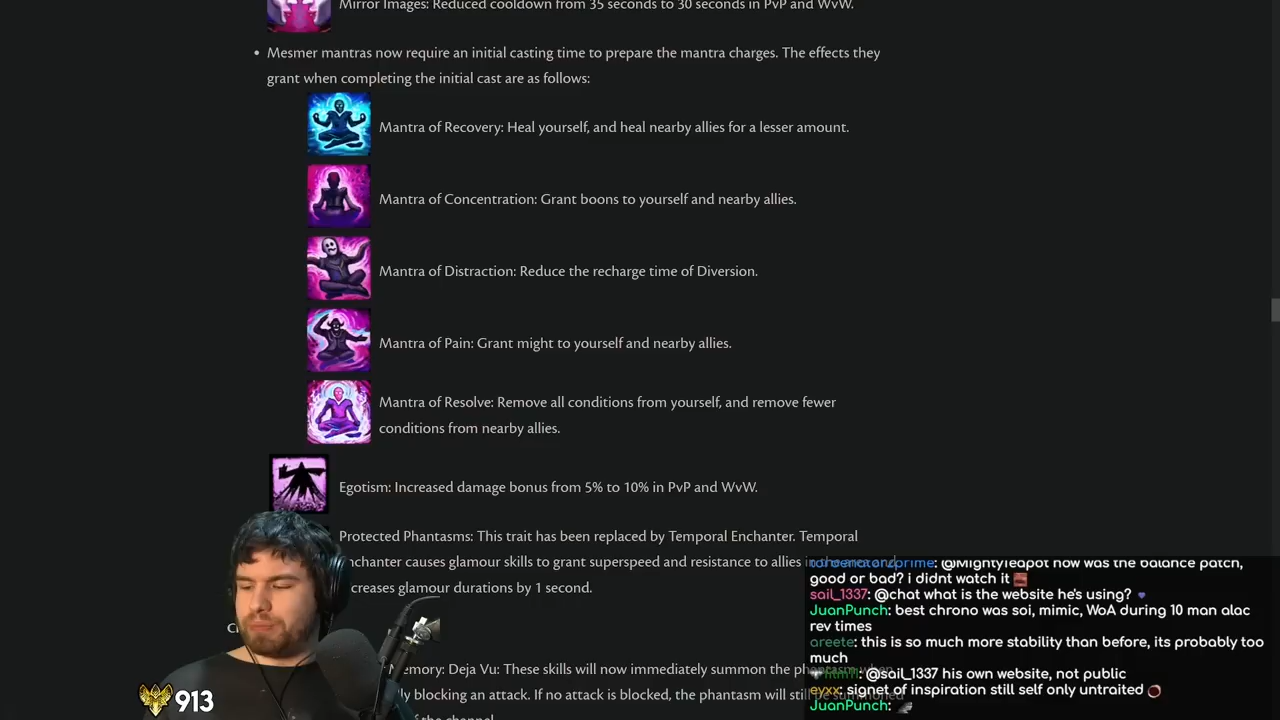 Mirror Images: Reduced cooldown from 35 seconds to 30 seconds in PvP and WvW.
• Mesmer mantras now require an initial casting time to prepare the mantra charges. The effects they
grant when completing the initial cast are as follows:
Mantra of Recovery: Heal yourself, and heal nearby allies for a lesser amount.
Mantra of Concentration: Grant boons to yourself and nearby allies.
Mantra of Distraction: Reduce the recharge time of Diversion.
Mantra of Pain: Grant might to yourself and nearby allies.
Mantra of Resolve: Remove all conditions from yourself, and remove fewer
conditions from nearby allies.
Egotism: Increased damage bonus from 5% to 10% in PvP and WvW.
Protected Phantasms: This trait has been replaced by Temporal Enchanter. Temporal
nchanter causes glamour skills to grant superspeed and resistance to allies
creases glamour durations by 1 second.
Memory: Deja Vu: These skills will now immediately summon the
ly blocking an attack. If no attack is blocked, the phantasm will still be
f the channel.
@MightyTeapot how was the balance patch,
good or bad? i didnt watch it
sail_1337: @chat what is the website he's using?
JuanPunch: best chrono was soi, mimic, WoA during 10 man alac
rev times
areete: this is so much more stability than before, its probably too
much
@sail_1337 his own website, not public
eyxx: signet of inspiration still self only untraited
JuanPunch:
913